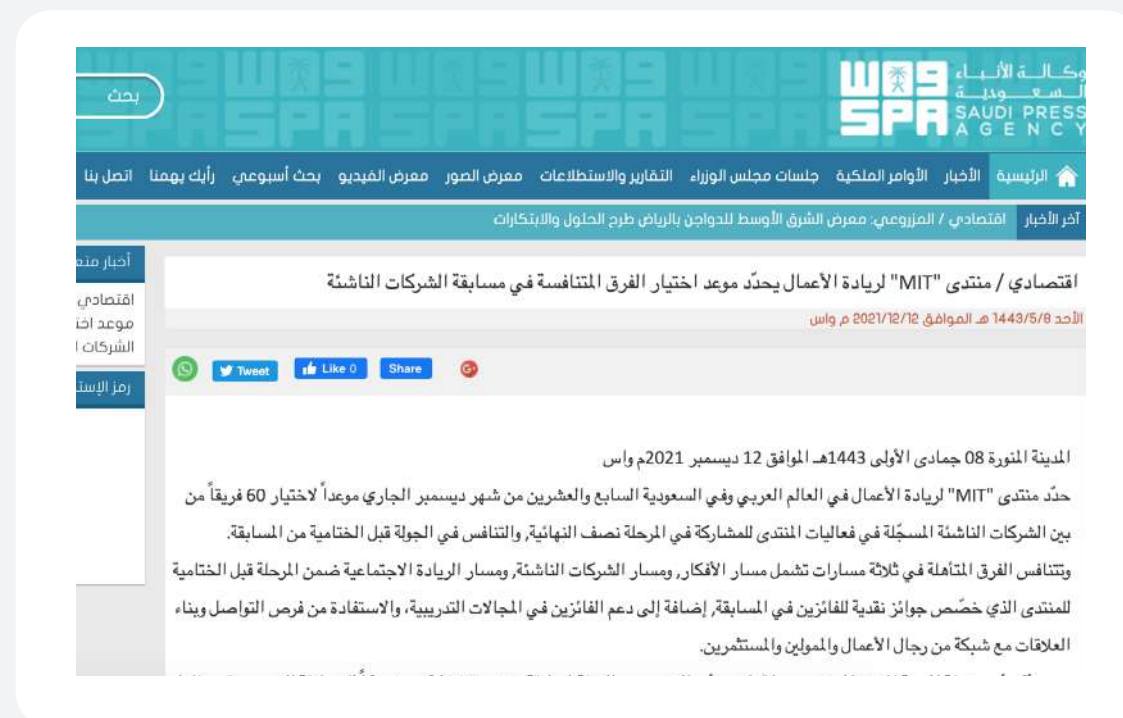 وكالة الأنباء
السعودية
SAUDI PRESS
AGENCY
واس
SPA
بحث
الرئيسية الأخبار الأوامر الملكية جلسات مجلس الوزراء التقارير والاستطلاعات معرض الصور معرض الفيديو بحث أسبوعي رأيك يهمنا اتصل بنا
آخر الأخبار اقتصادي / المزروعي: معرض الشرق الأوسط للدواجن بالرياض طرح الحلول والابتكارات
اقتصادي / منتدى "MIT" لريادة الأعمال يحدّد موعد اختيار الفرق المتنافسة في مسابقة الشركات الناشئة
الأحد 1443/5/8 هـ الموافق 2021/12/12 م واس
Tweet Like 0 Share G+
أخبار
اقتصادي
موعد
الشركات
رمز
المدينة المنورة 08 جمادى الأولى 1443هـ الموافق 12 ديسمبر 2021م واس
حدّد منتدى "MIT" لريادة الأعمال في العالم العربي وفي السعودية السابع والعشرين من شهر ديسمبر الجاري موعداً لاختيار 60 فريقاً من
بين الشركات الناشئة المسجّلة في فعاليات المنتدى للمشاركة في المرحلة نصف النهائية, والتنافس في الجولة قبل الختامية من المسابقة.
وتتنافس الفرق المتأهلة في ثلاثة مسارات تشمل مسار الأفكار, ومسار الشركات الناشئة, ومسار الريادة الاجتماعية ضمن المرحلة قبل الختامية
للمنتدى الذي خصّص جوائز نقدية للفائزين في المسابقة, إضافة إلى دعم الفائزين في المجالات التدريبية، والاستفادة من فرص التواصل وبناء
العلاقات مع شبكة من رجال الأعمال والممولين والمستثمرين.